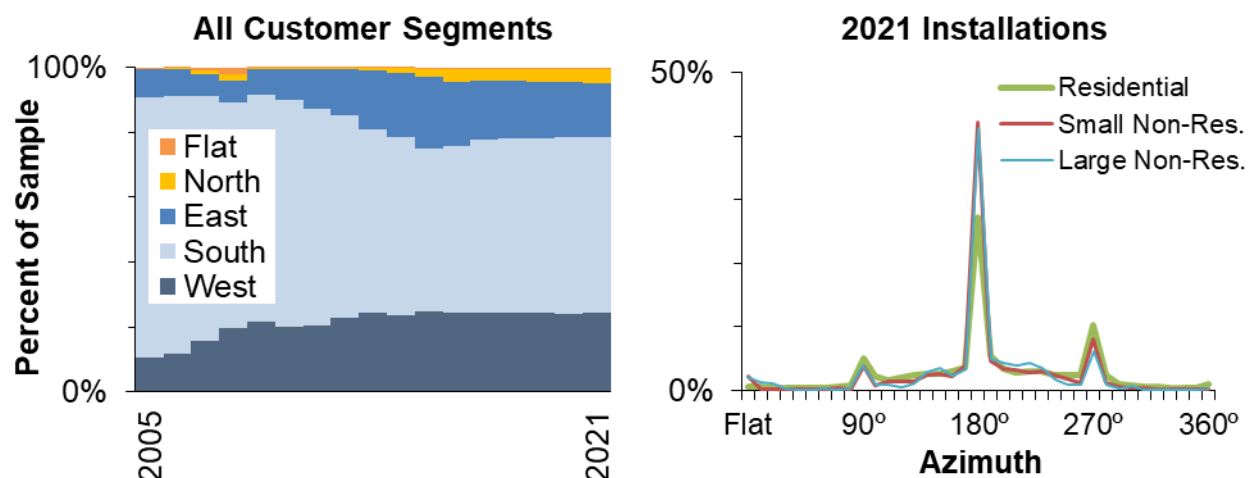 All Customer Segments
100%
Percent of Sample
Flat
North
East
South
West
0%
2005
2021
2021 Installations
50%
Residential
Small Non-Res.
Large Non-Res.
0%
Flat
90º
180º
270º
360º
Azimuth